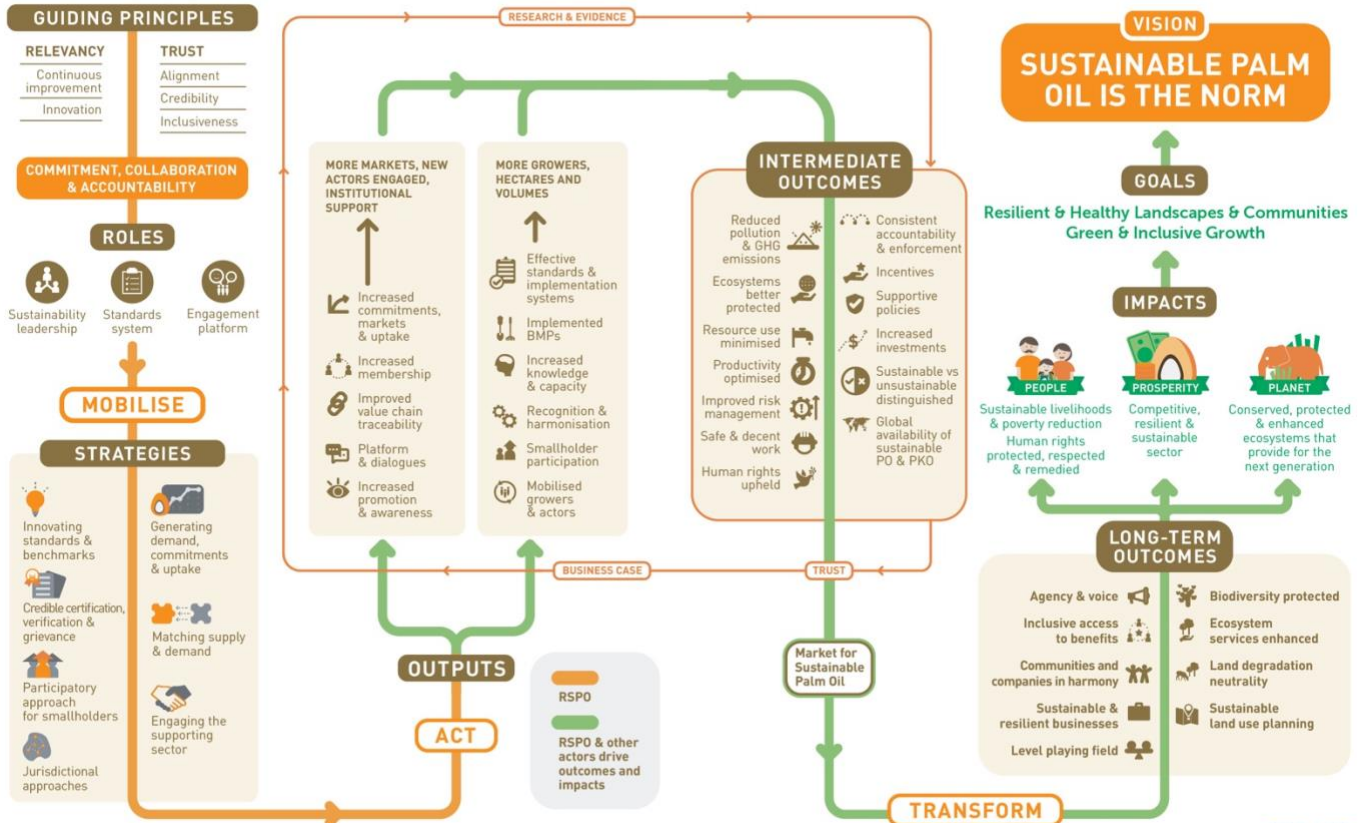 GUIDING PRINCIPLES
RELEVANCY
Continuous
improvement
Innovation
TRUST
Alignment
Credibility
Inclusiveness
COMMITMENT, COLLABORATION
& ACCOUNTABILITY
ROLES
Sustainability
leadership
Standards
system
Engagement
platform
MOBILISE
STRATEGIES
Innovating
standards &
benchmarks
Credible certification,
verification &
grievance
Participatory
approach
for smallholders
Jurisdictional
approaches
Generating
demand,
commitments
& uptake
Matching supply
& demand
Engaging the
supporting
sector
RESEARCH & EVIDENCE
MORE MARKETS, NEW
ACTORS ENGAGED,
INSTITUTIONAL
SUPPORT
Increased
commitments,
markets
& uptake
Increased
membership
Improved
value chain
traceability
Platform
& dialogues
Increased
promotion
& awareness
MORE GROWERS,
HECTARES AND
VOLUMES
Effective
standards &
implementation
systems
Implemented
BMPs
Increased
knowledge
& capacity
Recognition &
harmonisation
Smallholder
participation
Mobilised
growers
& actors
BUSINESS CASE
TRUST
OUTPUTS
ACT
RSPO
RSPO & other
actors drive
outcomes and
impacts
INTERMEDIATE
OUTCOMES
Reduced
pollution
& GHG
emissions
Ecosystems
better
protected
Resource use
minimised
Productivity
optimised
Improved risk
management
Safe & decent
work
Human rights
upheld
Consistent
accountability
& enforcement
Incentives
Supportive
policies
Increased
investments
Sustainable vs
unsustainable
distinguished
Global
availability of
sustainable
PO & PKO
Market for
Sustainable
Palm Oil
TRANSFORM
VISION
SUSTAINABLE PALM
OIL IS THE NORM
GOALS
Resilient & Healthy Landscapes & Communities
Green & Inclusive Growth
IMPACTS
PEOPLE
Sustainable livelihoods
& poverty reduction
Human rights
protected, respected
& remedied
PROSPERITY
Competitive,
resilient &
sustainable
sector
PLANET
Conserved, protected
& enhanced
ecosystems that
provide for the
next generation
LONG-TERM
OUTCOMES
Agency & voice
Inclusive access
to benefits
Communities and
companies in harmony
Sustainable &
resilient businesses
Level playing field
Biodiversity protected
Ecosystem
services enhanced
Land degradation
neutrality
Sustainable
land use planning